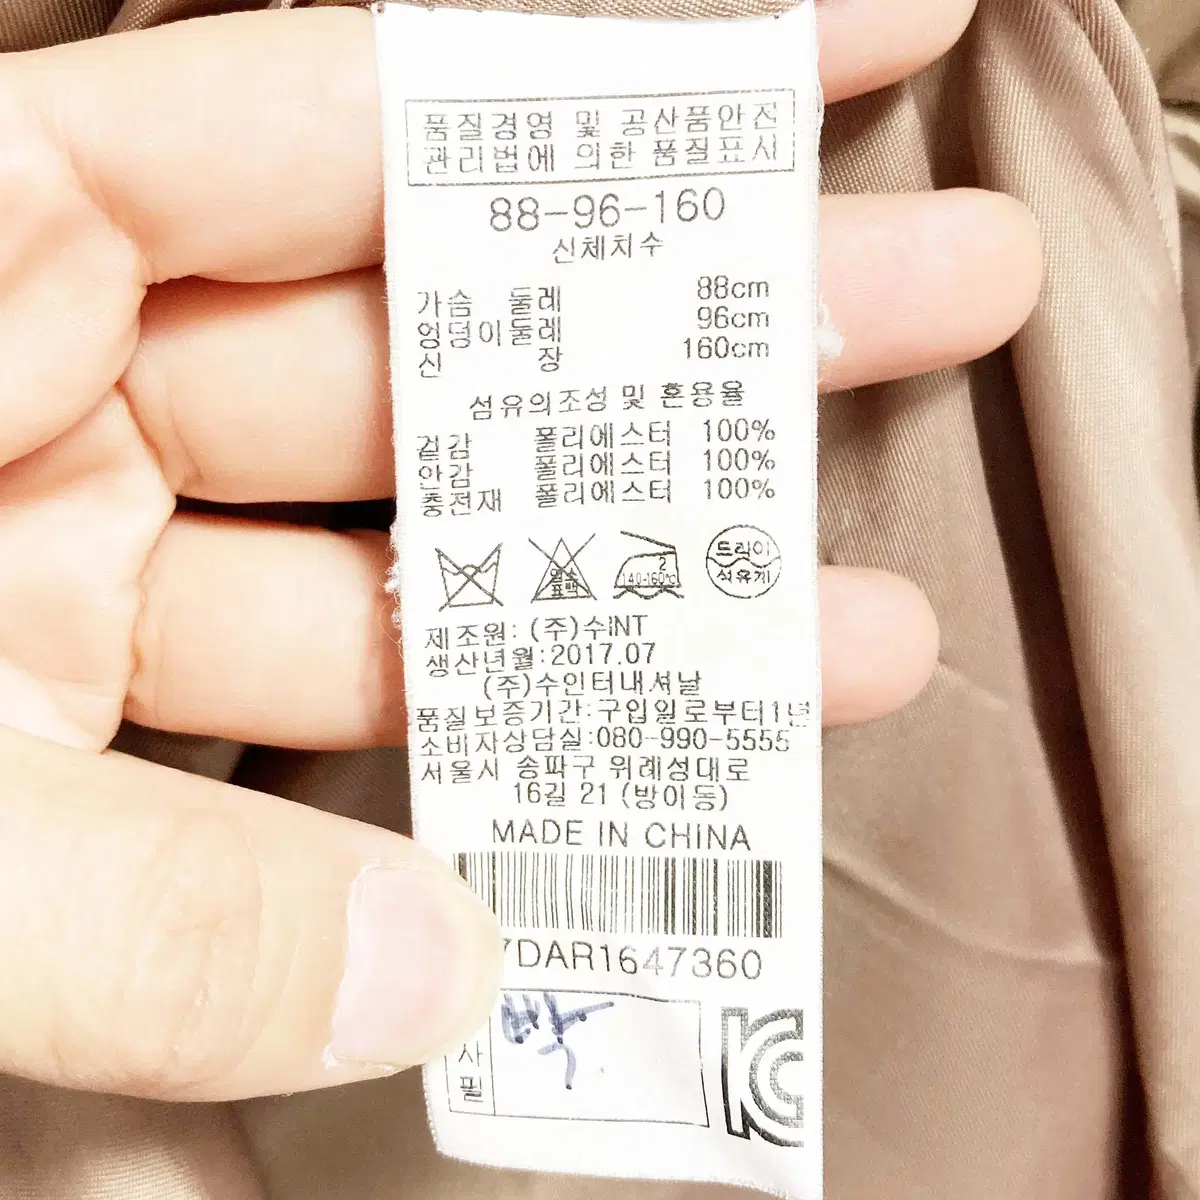 품질경영 및 공산품안전
관리법에 의한 품질표시
88-96-160
신체치수
가슴 둘레 88cm
엉덩이둘레 96cm
신 장 160cm
섬유의조성 및 혼용율
겉감 폴리에스터 100%
안감 폴리에스터 100%
충전재 폴리에스터 100%
염소
표백
2
140-160℃
드라이
석유계
제조원: (주)수INT
생산년월:2017.07
(주)수인터내셔날
품질보증기간:구입일로부터1년
소비자상담실:080-990-5555
서울시 송파구 위례성대로
16길 21 (방이동)
MADE IN CHINA
7DAR1647360
사
필
KC